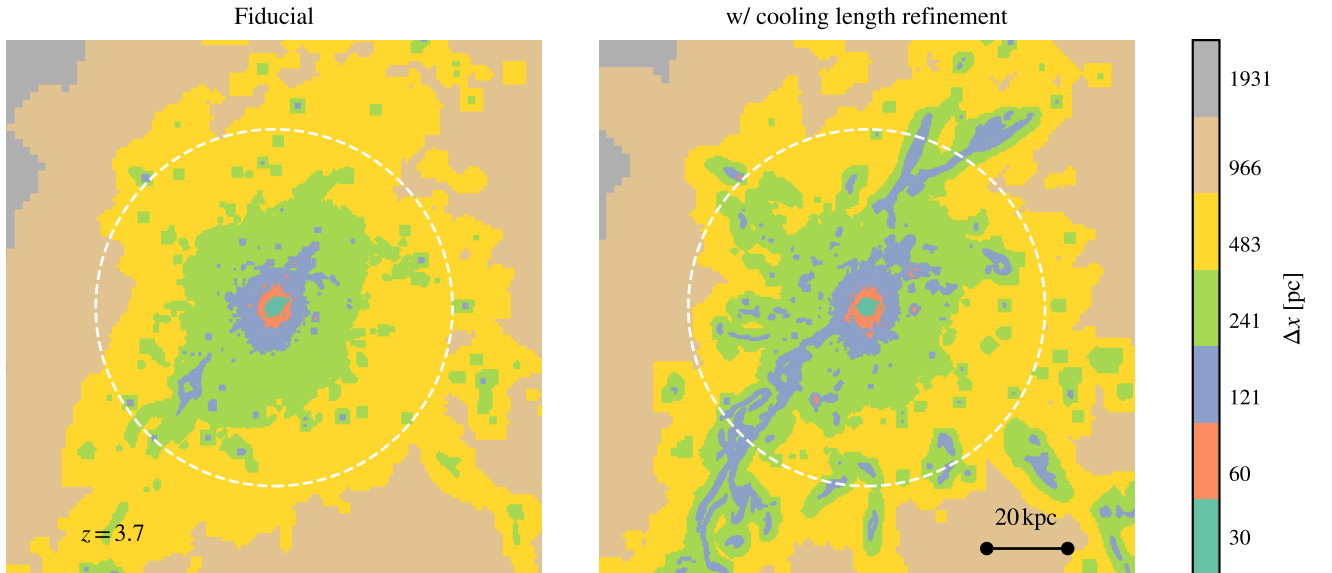 Fiducial
w/ cooling length refinement
1931
966
483
241
121
60
30
Δx [pc]
z = 3.7
20 kpc